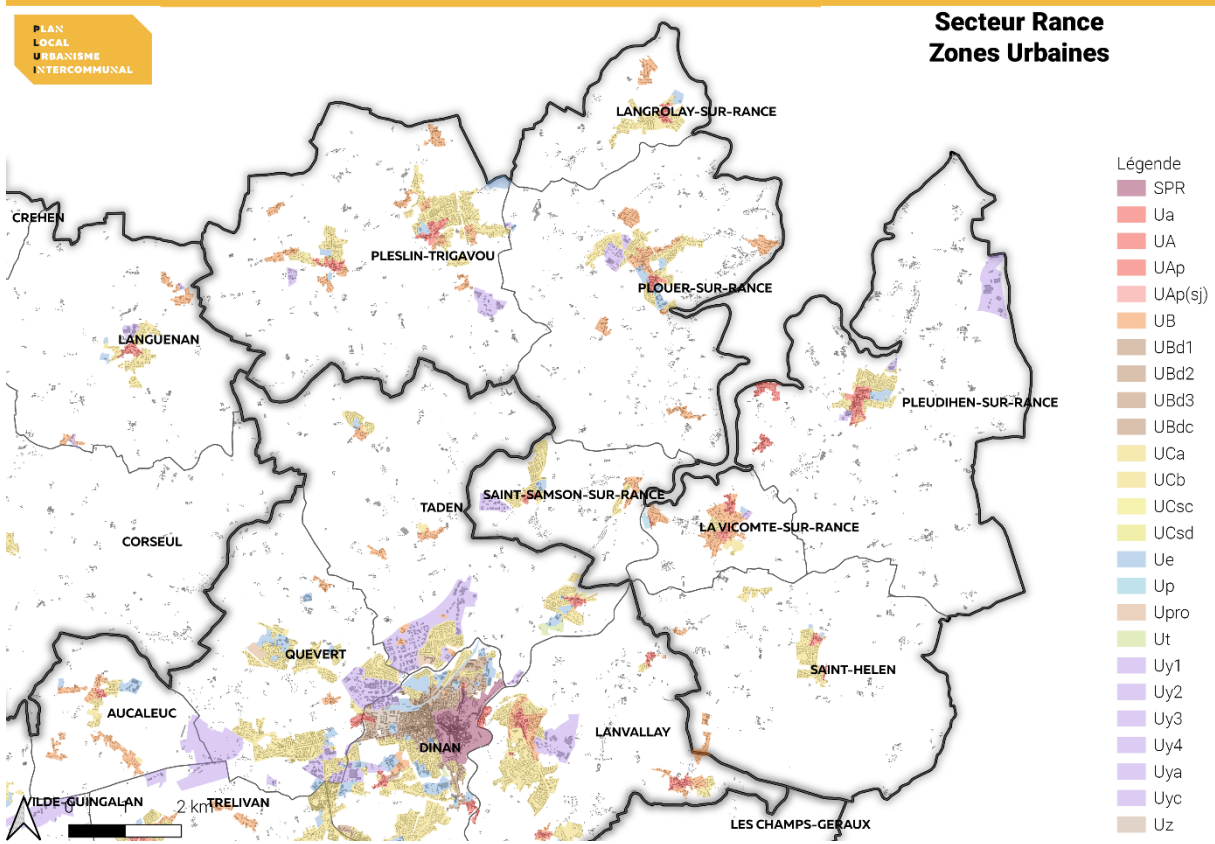 PLAN
LOCAL
URBANISME
INTERCOMMUNAL
Secteur Rance
Zones Urbaines
LANGROLAY-SUR-RANCE
CREHEN
PLESLIN-TRIGAVOU
PLOUER-SUR-RANCE
LANGUENAN
PLEUDIHEN-SUR-RANCE
SAINT-SAMSON-SUR-RANCE
TADEN
LA VICOMTE-SUR-RANCE
CORSEUL
QUEVERT
SAINT-HELEN
AUCALEUC
LANVALLAY
DINAN
VILDE-GUINGALAN
TRELIVAN
LES CHAMPS-GERAUX
0 2 km
Légende
SPR
Ua
UA
UAp
UAp(sj)
UB
UBd1
UBd2
UBd3
UBdc
UCa
UCb
UCsc
UCsd
Ue
Up
Upro
Ut
Uy1
Uy2
Uy3
Uy4
Uya
Uyc
Uz